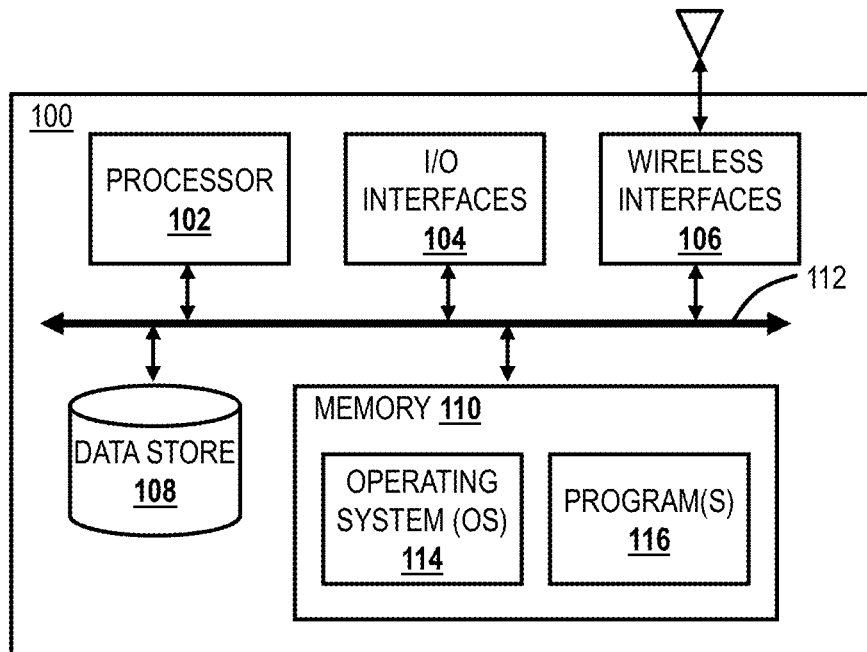 100
PROCESSOR
102
I/O
INTERFACES
104
WIRELESS
INTERFACES
106
112
DATA STORE
108
MEMORY 110
OPERATING
SYSTEM (OS)
114
PROGRAM(S)
116